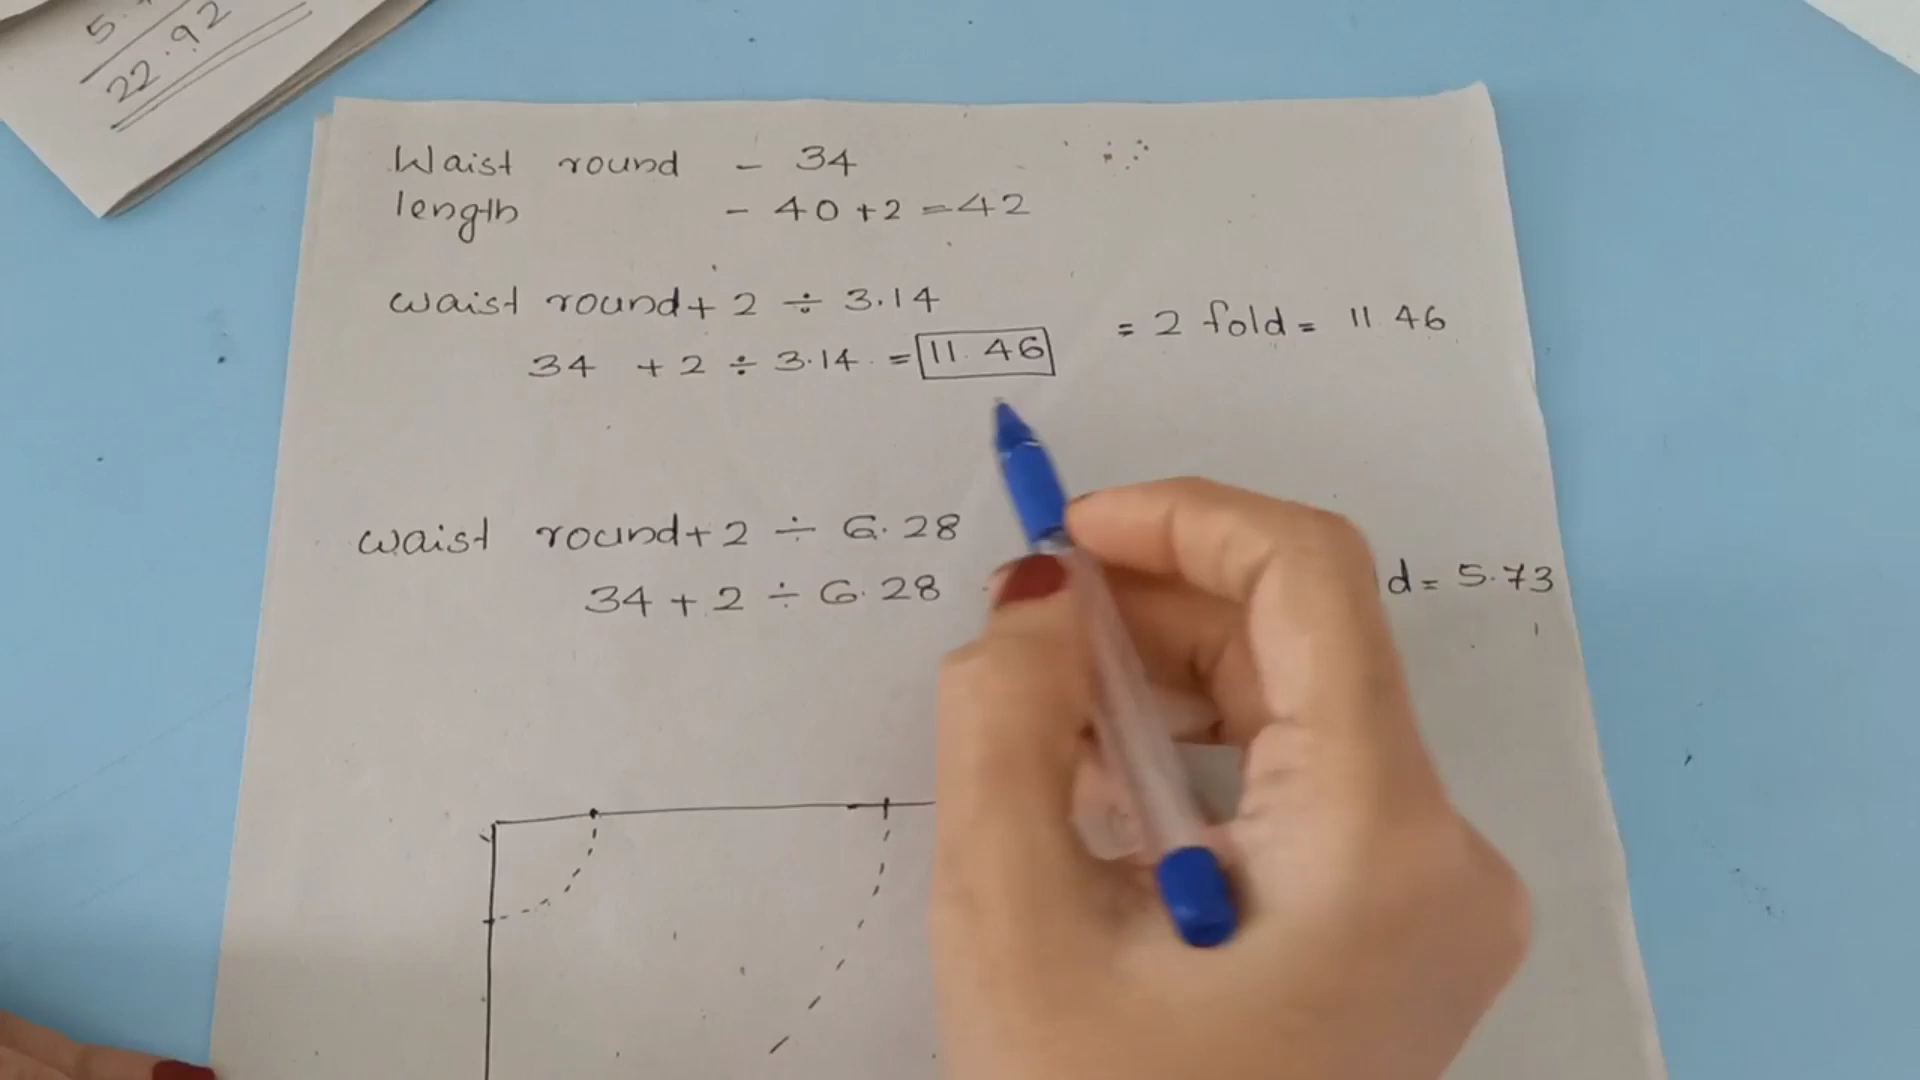 22.92
Waist round - 34
length - 40 +2 = 42
waist round + 2 ÷ 3.14
34 + 2 ÷ 3.14 = 11.46 = 2 fold = 11.46
waist round + 2 ÷ 6.28
34 + 2 ÷ 6.28 d = 5.73